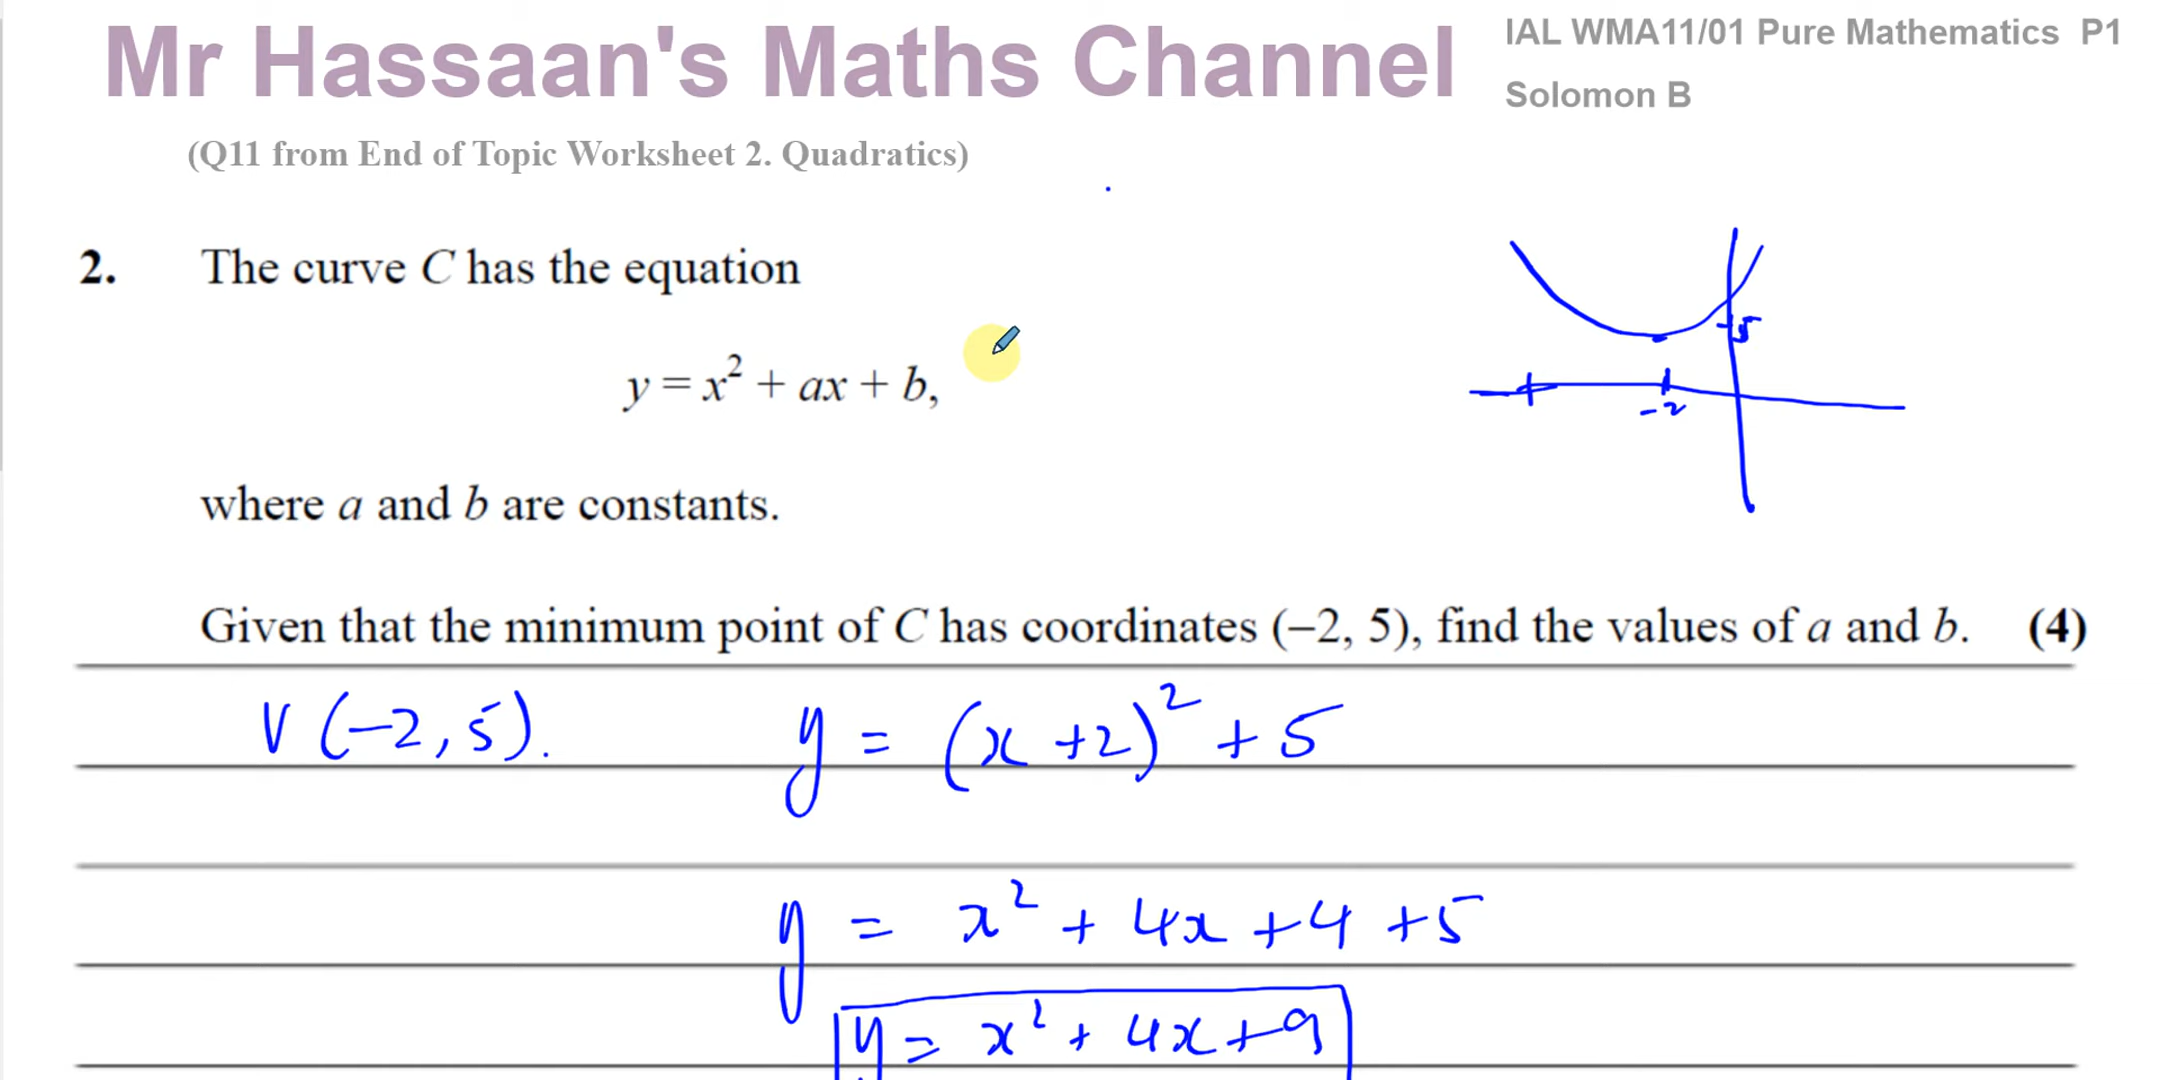 Mr Hassaan's Maths Channel
IAL WMA11/01 Pure Mathematics P1
Solomon B
(Q11 from End of Topic Worksheet 2. Quadratics)
2. The curve C has the equation
y = x² + ax + b,
5
-2
where a and b are constants.
Given that the minimum point of C has coordinates (−2, 5), find the values of a and b. (4)
V (-2, 5). y = (x +2)² + 5
y = x² + 4x + 4 + 5
y = x² + 4x + 9